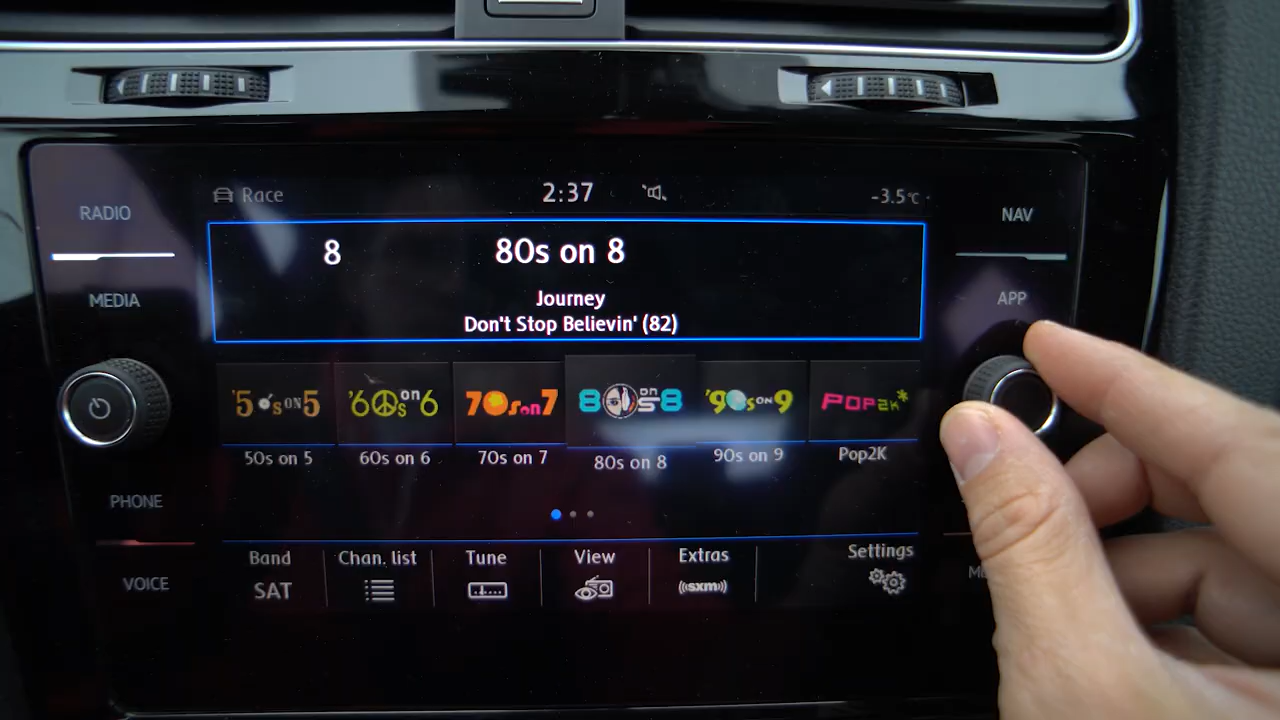 Race 2:37 -3.5°C
RADIO
NAV
8 80s on 8
MEDIA
APP
Journey
Don't Stop Believin' (82)
'50s ON 5
'60s on 6
70s on 7
80s ON 8
'90s ON 9
POP2K*
50s on 5
60s on 6
70s on 7
80s on 8
90s on 9
Pop2K
PHONE
VOICE
Band
SAT
Chan. list
Tune
View
Extras
((sxm))
Settings